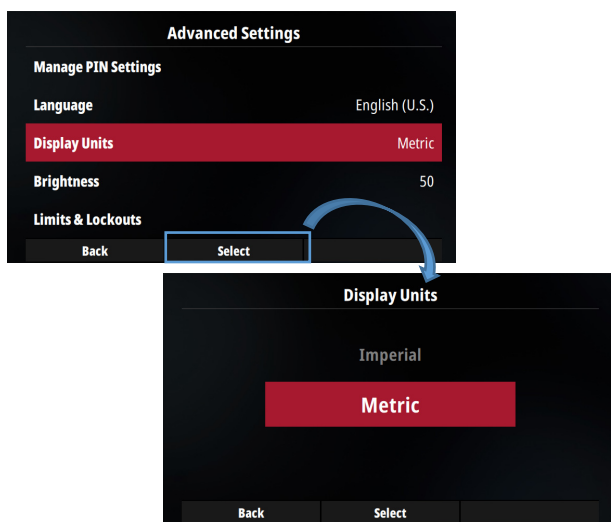 Advanced Settings
Manage PIN Settings
Language English (U.S.)
Display Units Metric
Brightness 50
Limits & Lockouts
Back Select
Display Units
Imperial
Metric
Back Select